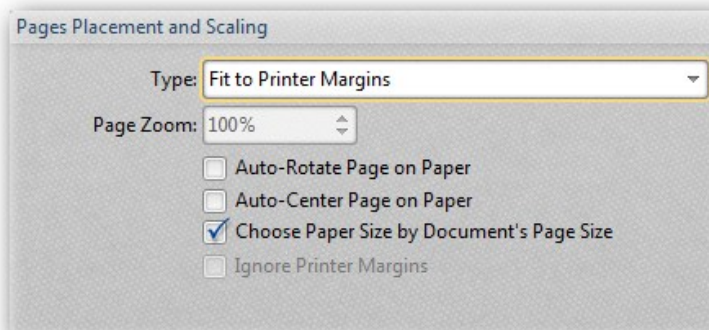 Pages Placement and Scaling
Type: Fit to Printer Margins
Page Zoom: 100%
Auto-Rotate Page on Paper
Auto-Center Page on Paper
Choose Paper Size by Document's Page Size
Ignore Printer Margins